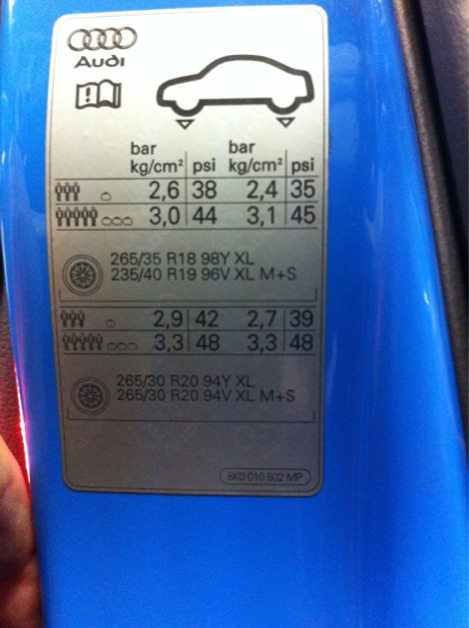 Audi
bar bar
kg/cm² psi kg/cm² psi
2,6 38 2,4 35
3,0 44 3,1 45
265/35 R18 98Y XL
235/40 R19 96V XL M+S
2,9 42 2,7 39
3,3 48 3,3 48
265/30 R20 94Y XL
265/30 R20 94V XL M+S
8K0 010 502 MP